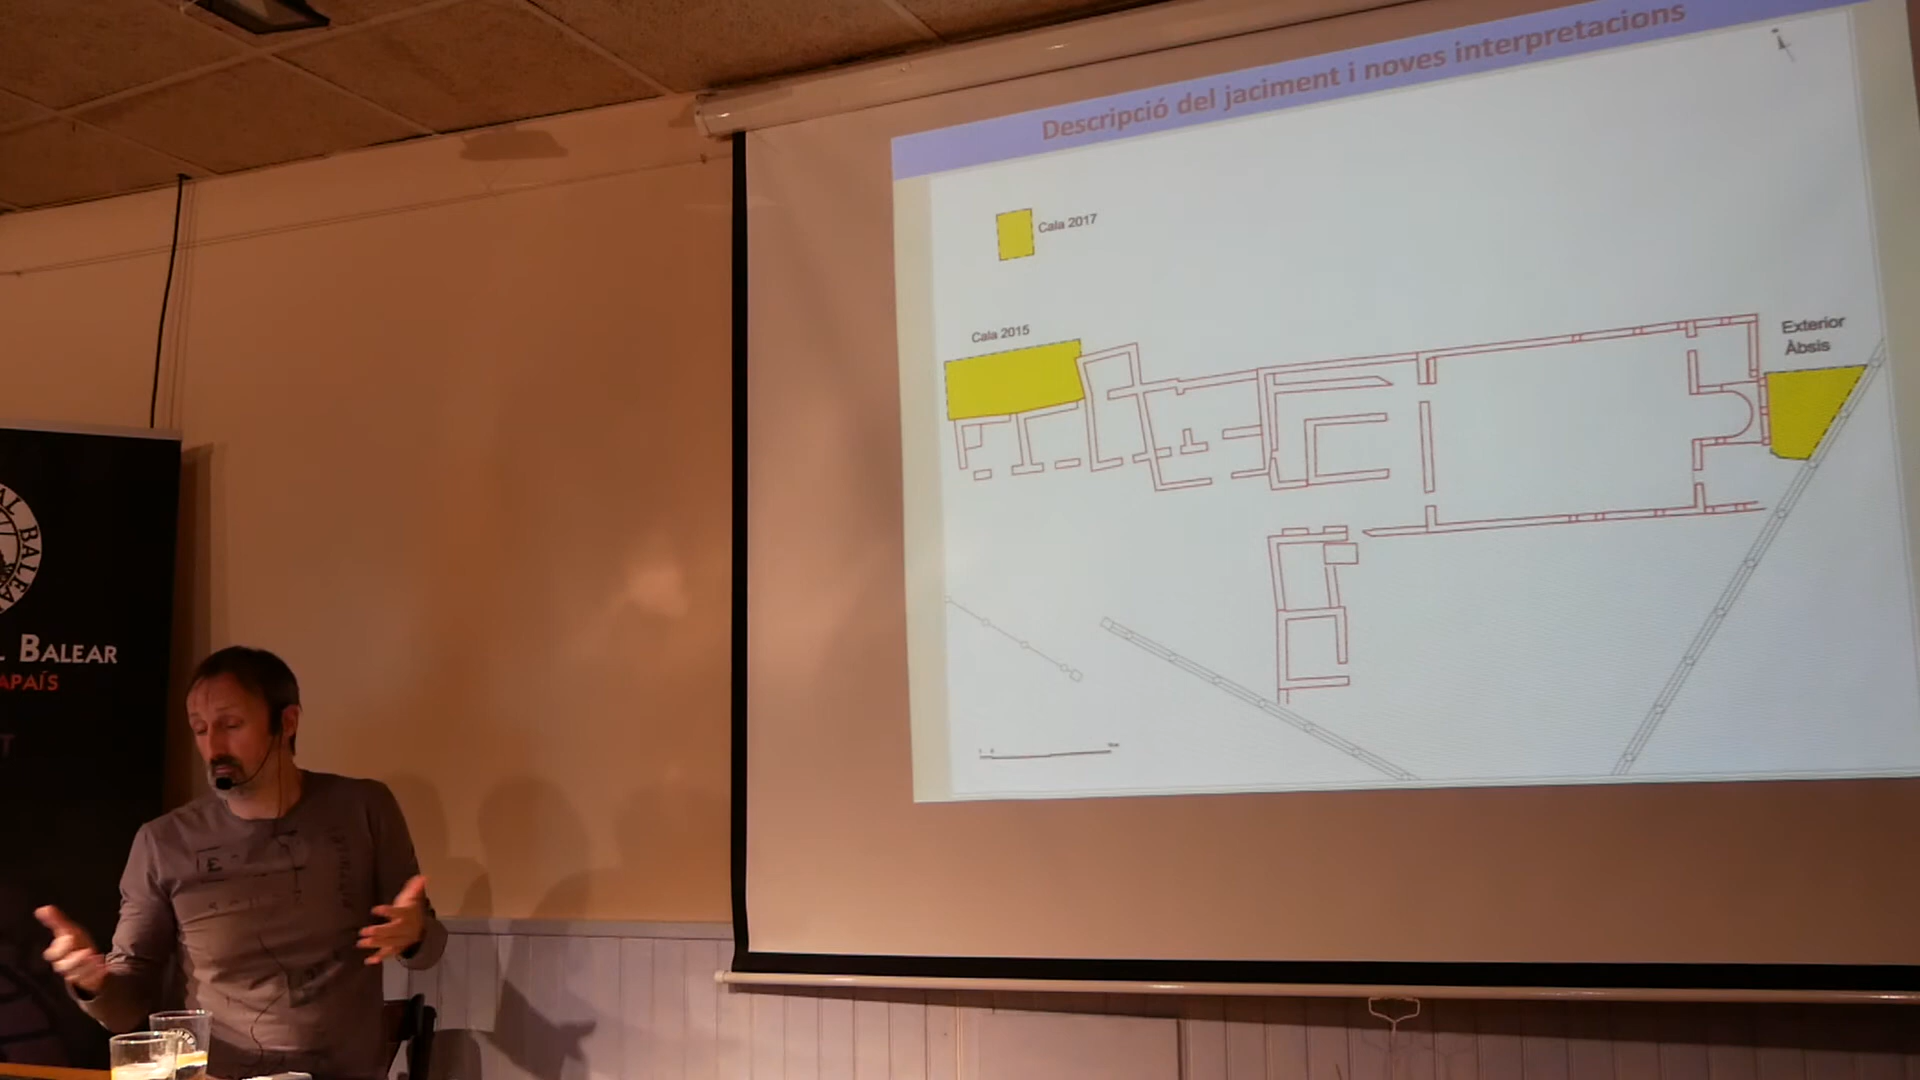 Descripció del jaciment i noves interpretacions
Cala 2017
Cala 2015
Exterior
Àbsis
BALEAR
APAÍS